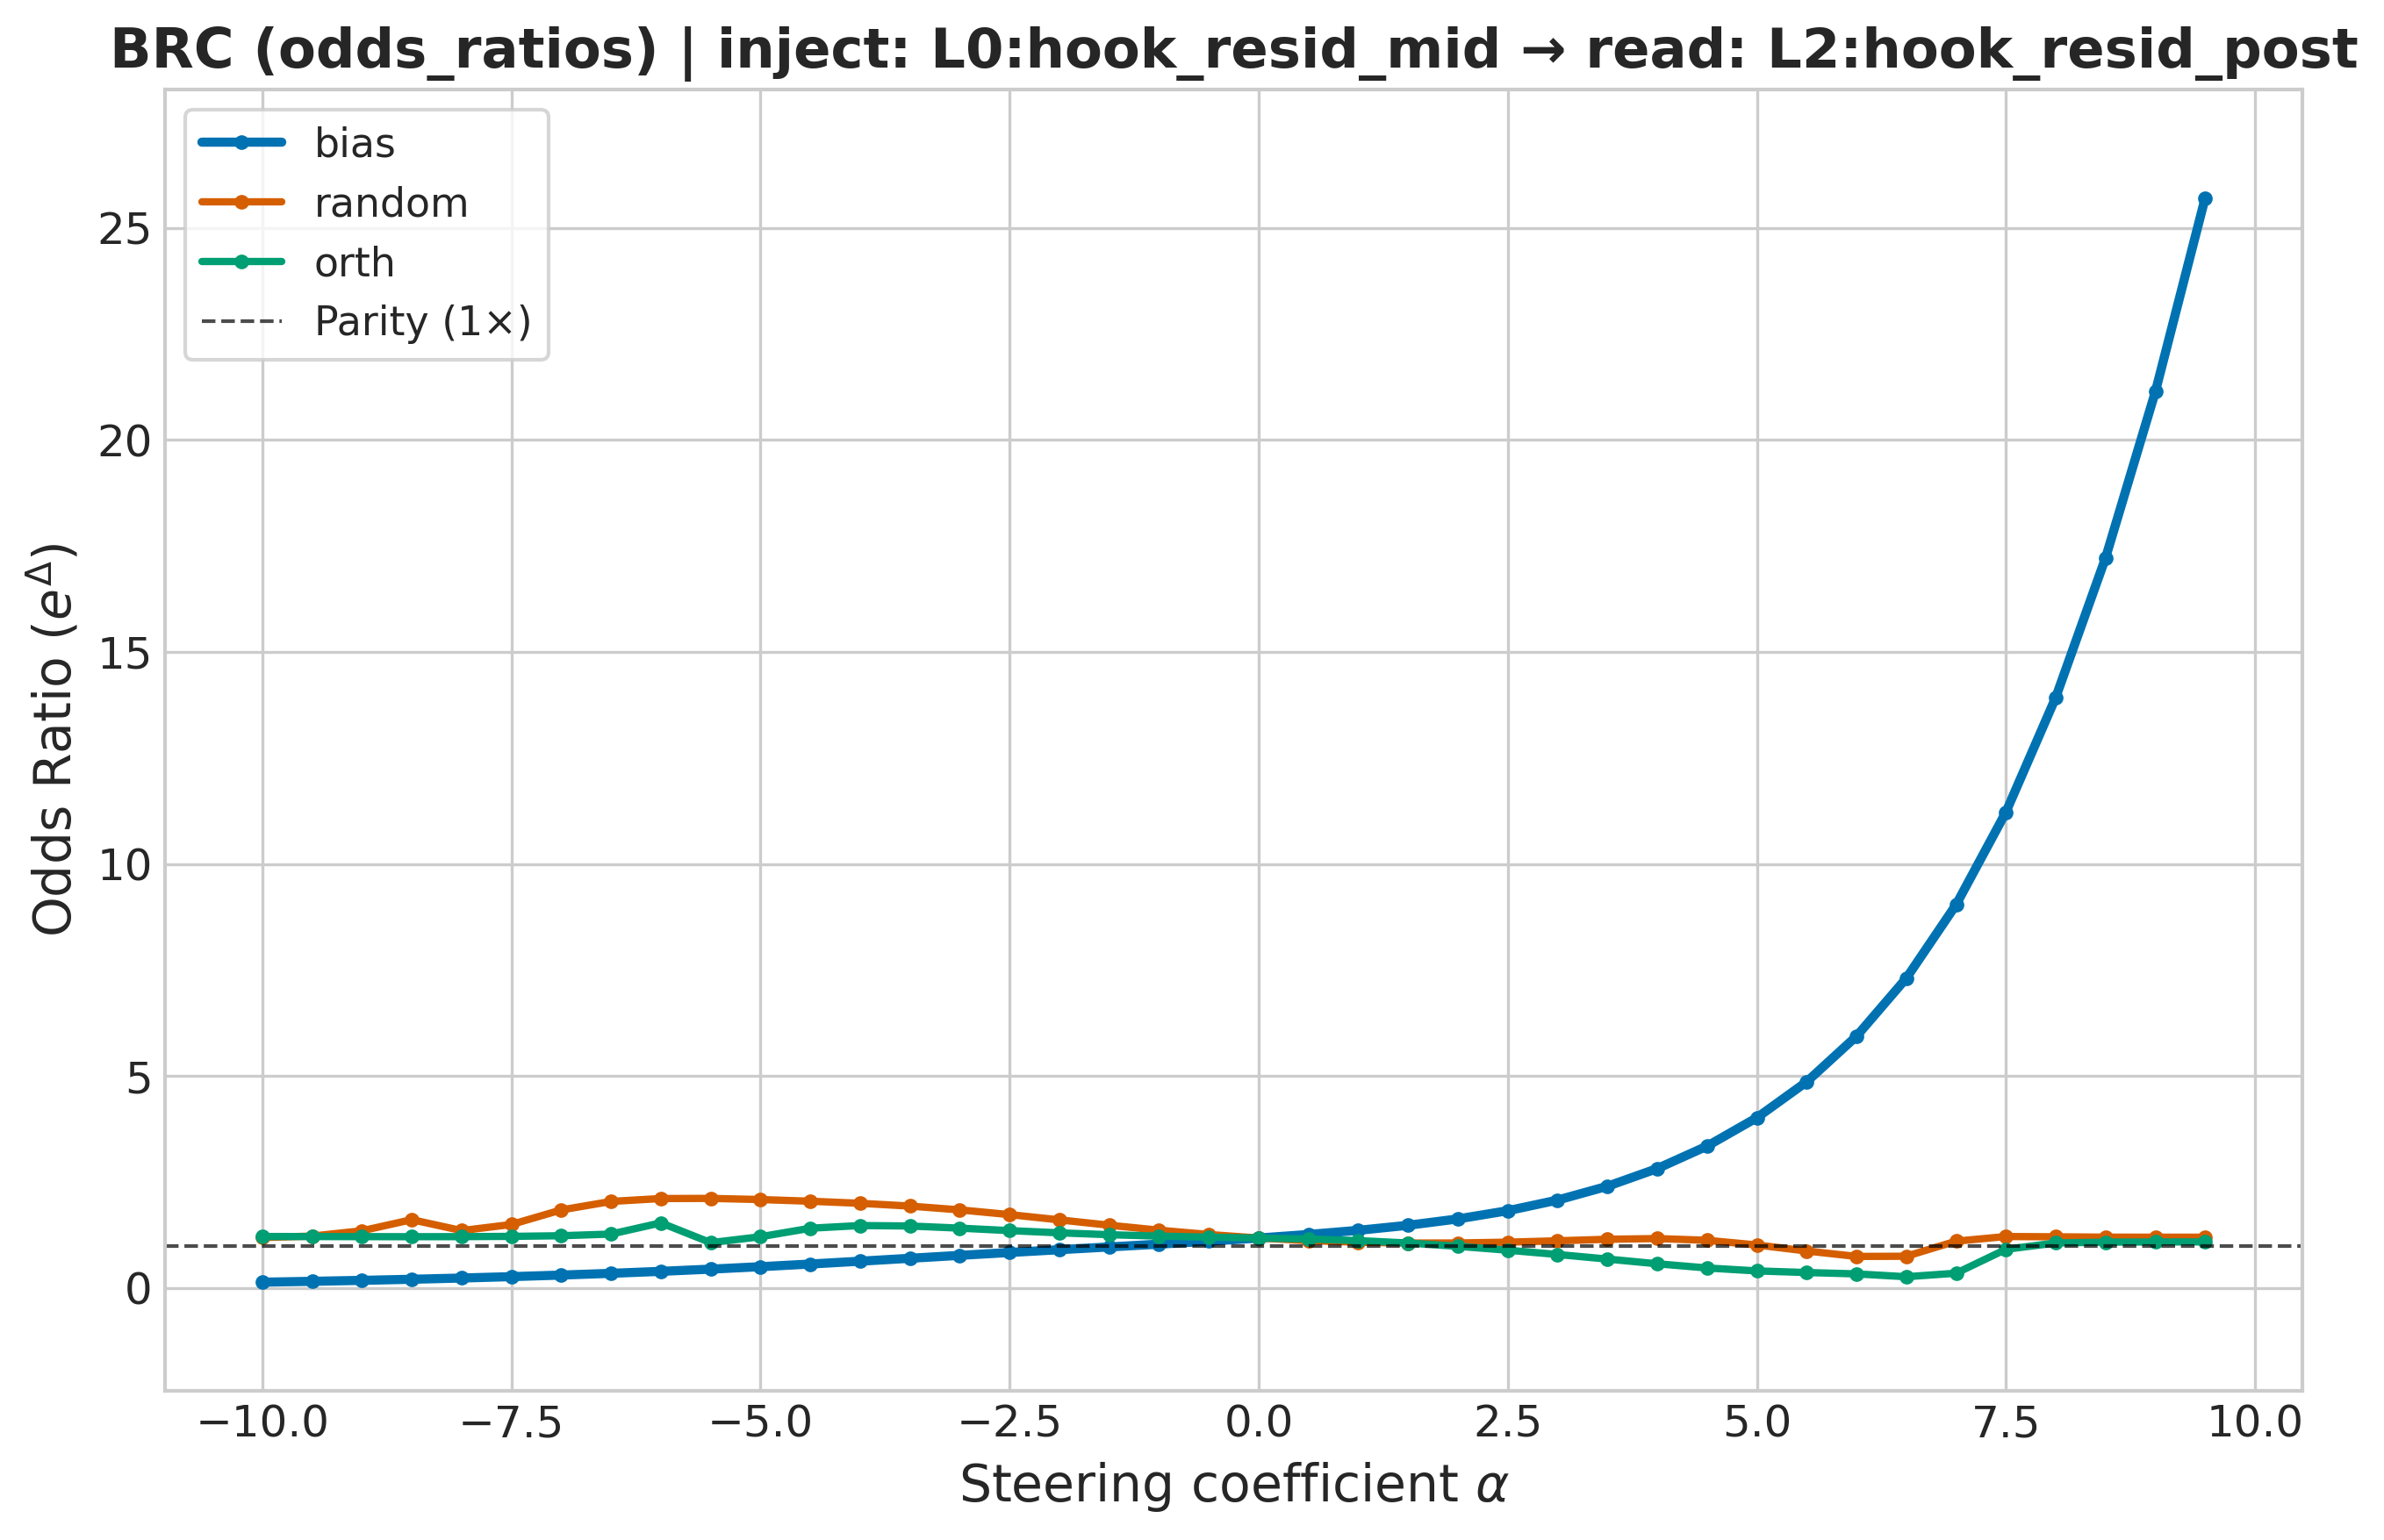 BRC (odds_ratios) | inject: L0:hook_resid_mid → read: L2:hook_resid_post
bias
random
orth
Parity (1×)
25
20
15
10
5
0
Odds Ratio (e^Δ)
−10.0 −7.5 −5.0 −2.5 0.0 2.5 5.0 7.5 10.0
Steering coefficient α